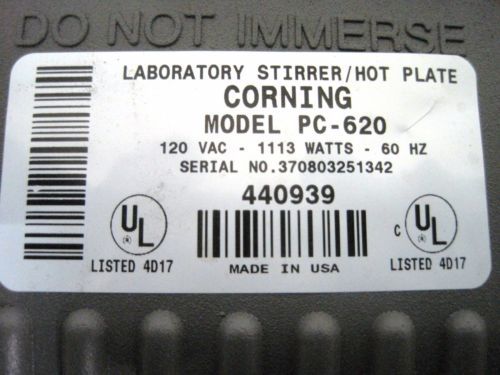 DO NOT IMMERSE
LABORATORY STIRRER/HOT PLATE
CORNING
MODEL PC-620
120 VAC - 1113 WATTS - 60 HZ
SERIAL NO.370803251342
440939
UL
LISTED 4D17
MADE IN USA
C UL
LISTED 4D17